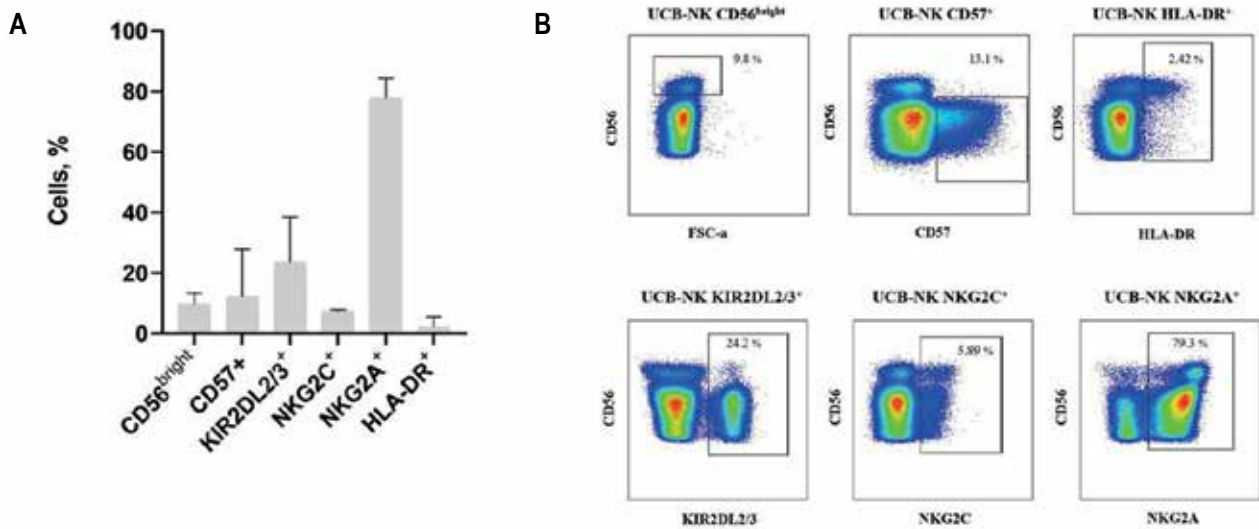 A
Cells, %
100
80
60
40
20
0
CD56bright
CD57+
KIR2DL2/3+
NKG2C+
NKG2A+
HLA-DR+
B
UCB-NK CD56bright
9.8 %
CD56
FSC-a
UCB-NK CD57+
13.1 %
CD56
CD57
UCB-NK HLA-DR+
2.42 %
CD56
HLA-DR
UCB-NK KIR2DL2/3+
24.2 %
CD56
KIR2DL2/3
UCB-NK NKG2C+
5.89 %
CD56
NKG2C
UCB-NK NKG2A+
79.3 %
CD56
NKG2A